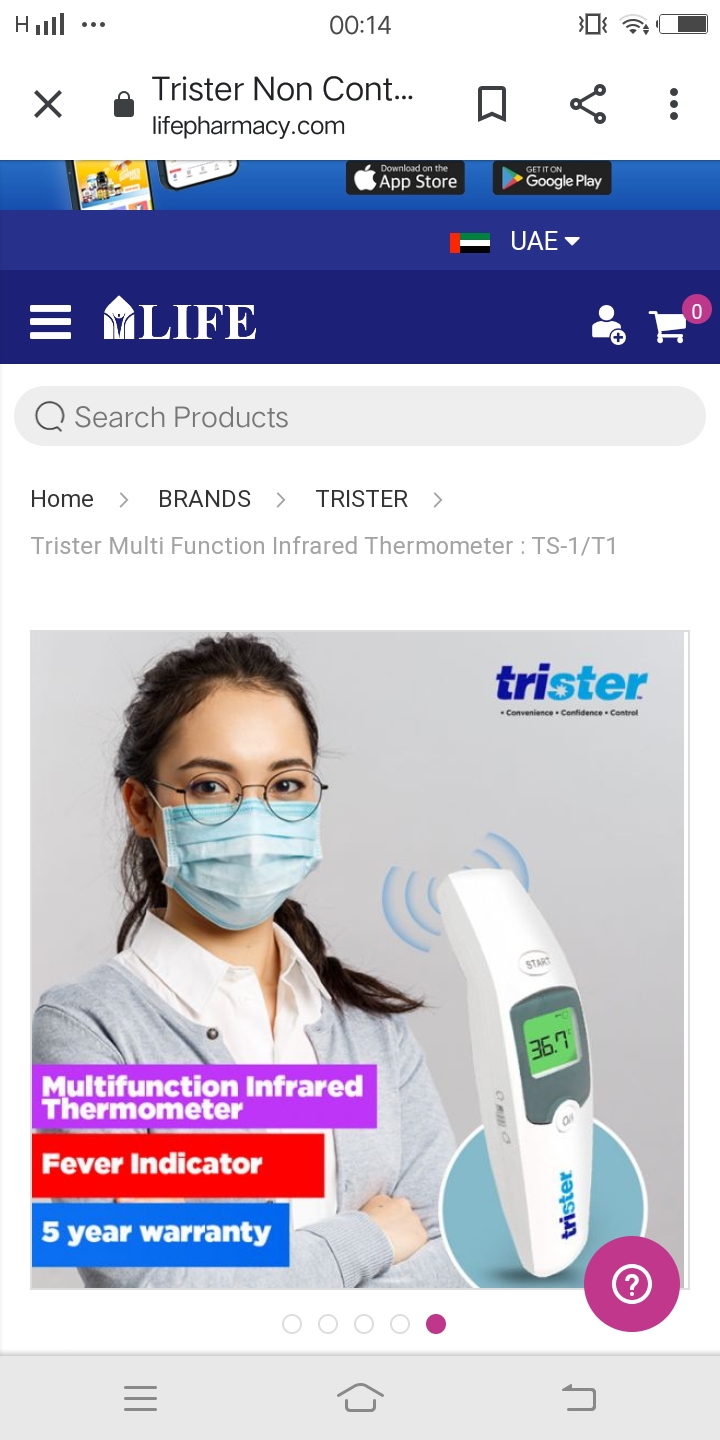 H
00:14
Trister Non Cont...
lifepharmacy.com
Download on the
App Store
GET IT ON
Google Play
UAE
LIFE
0
Search Products
Home > BRANDS > TRISTER >
Trister Multi Function Infrared Thermometer : TS-1/T1
trister
• Convenience • Confidence • Control
START
36.7°
Multifunction Infrared
Thermometer
Fever Indicator
5 year warranty
trister
?